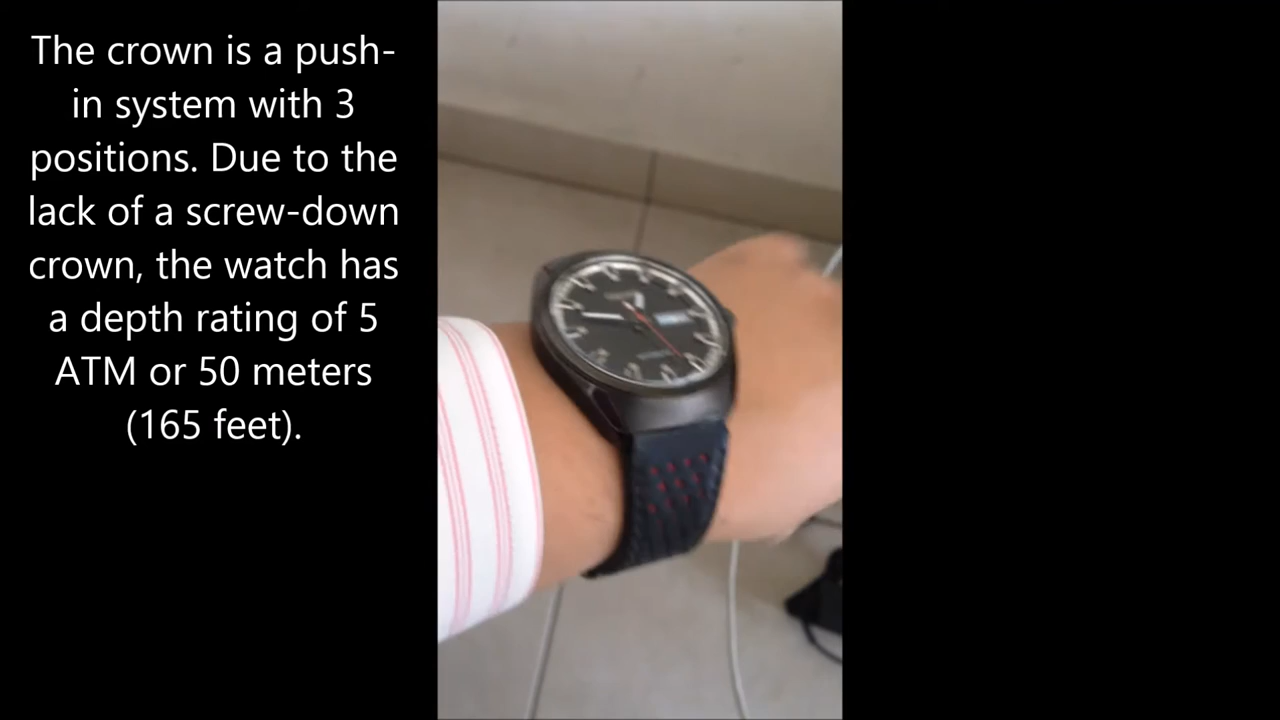 The crown is a push-
in system with 3
positions. Due to the
lack of a screw-down
crown, the watch has
a depth rating of 5
ATM or 50 meters
(165 feet).